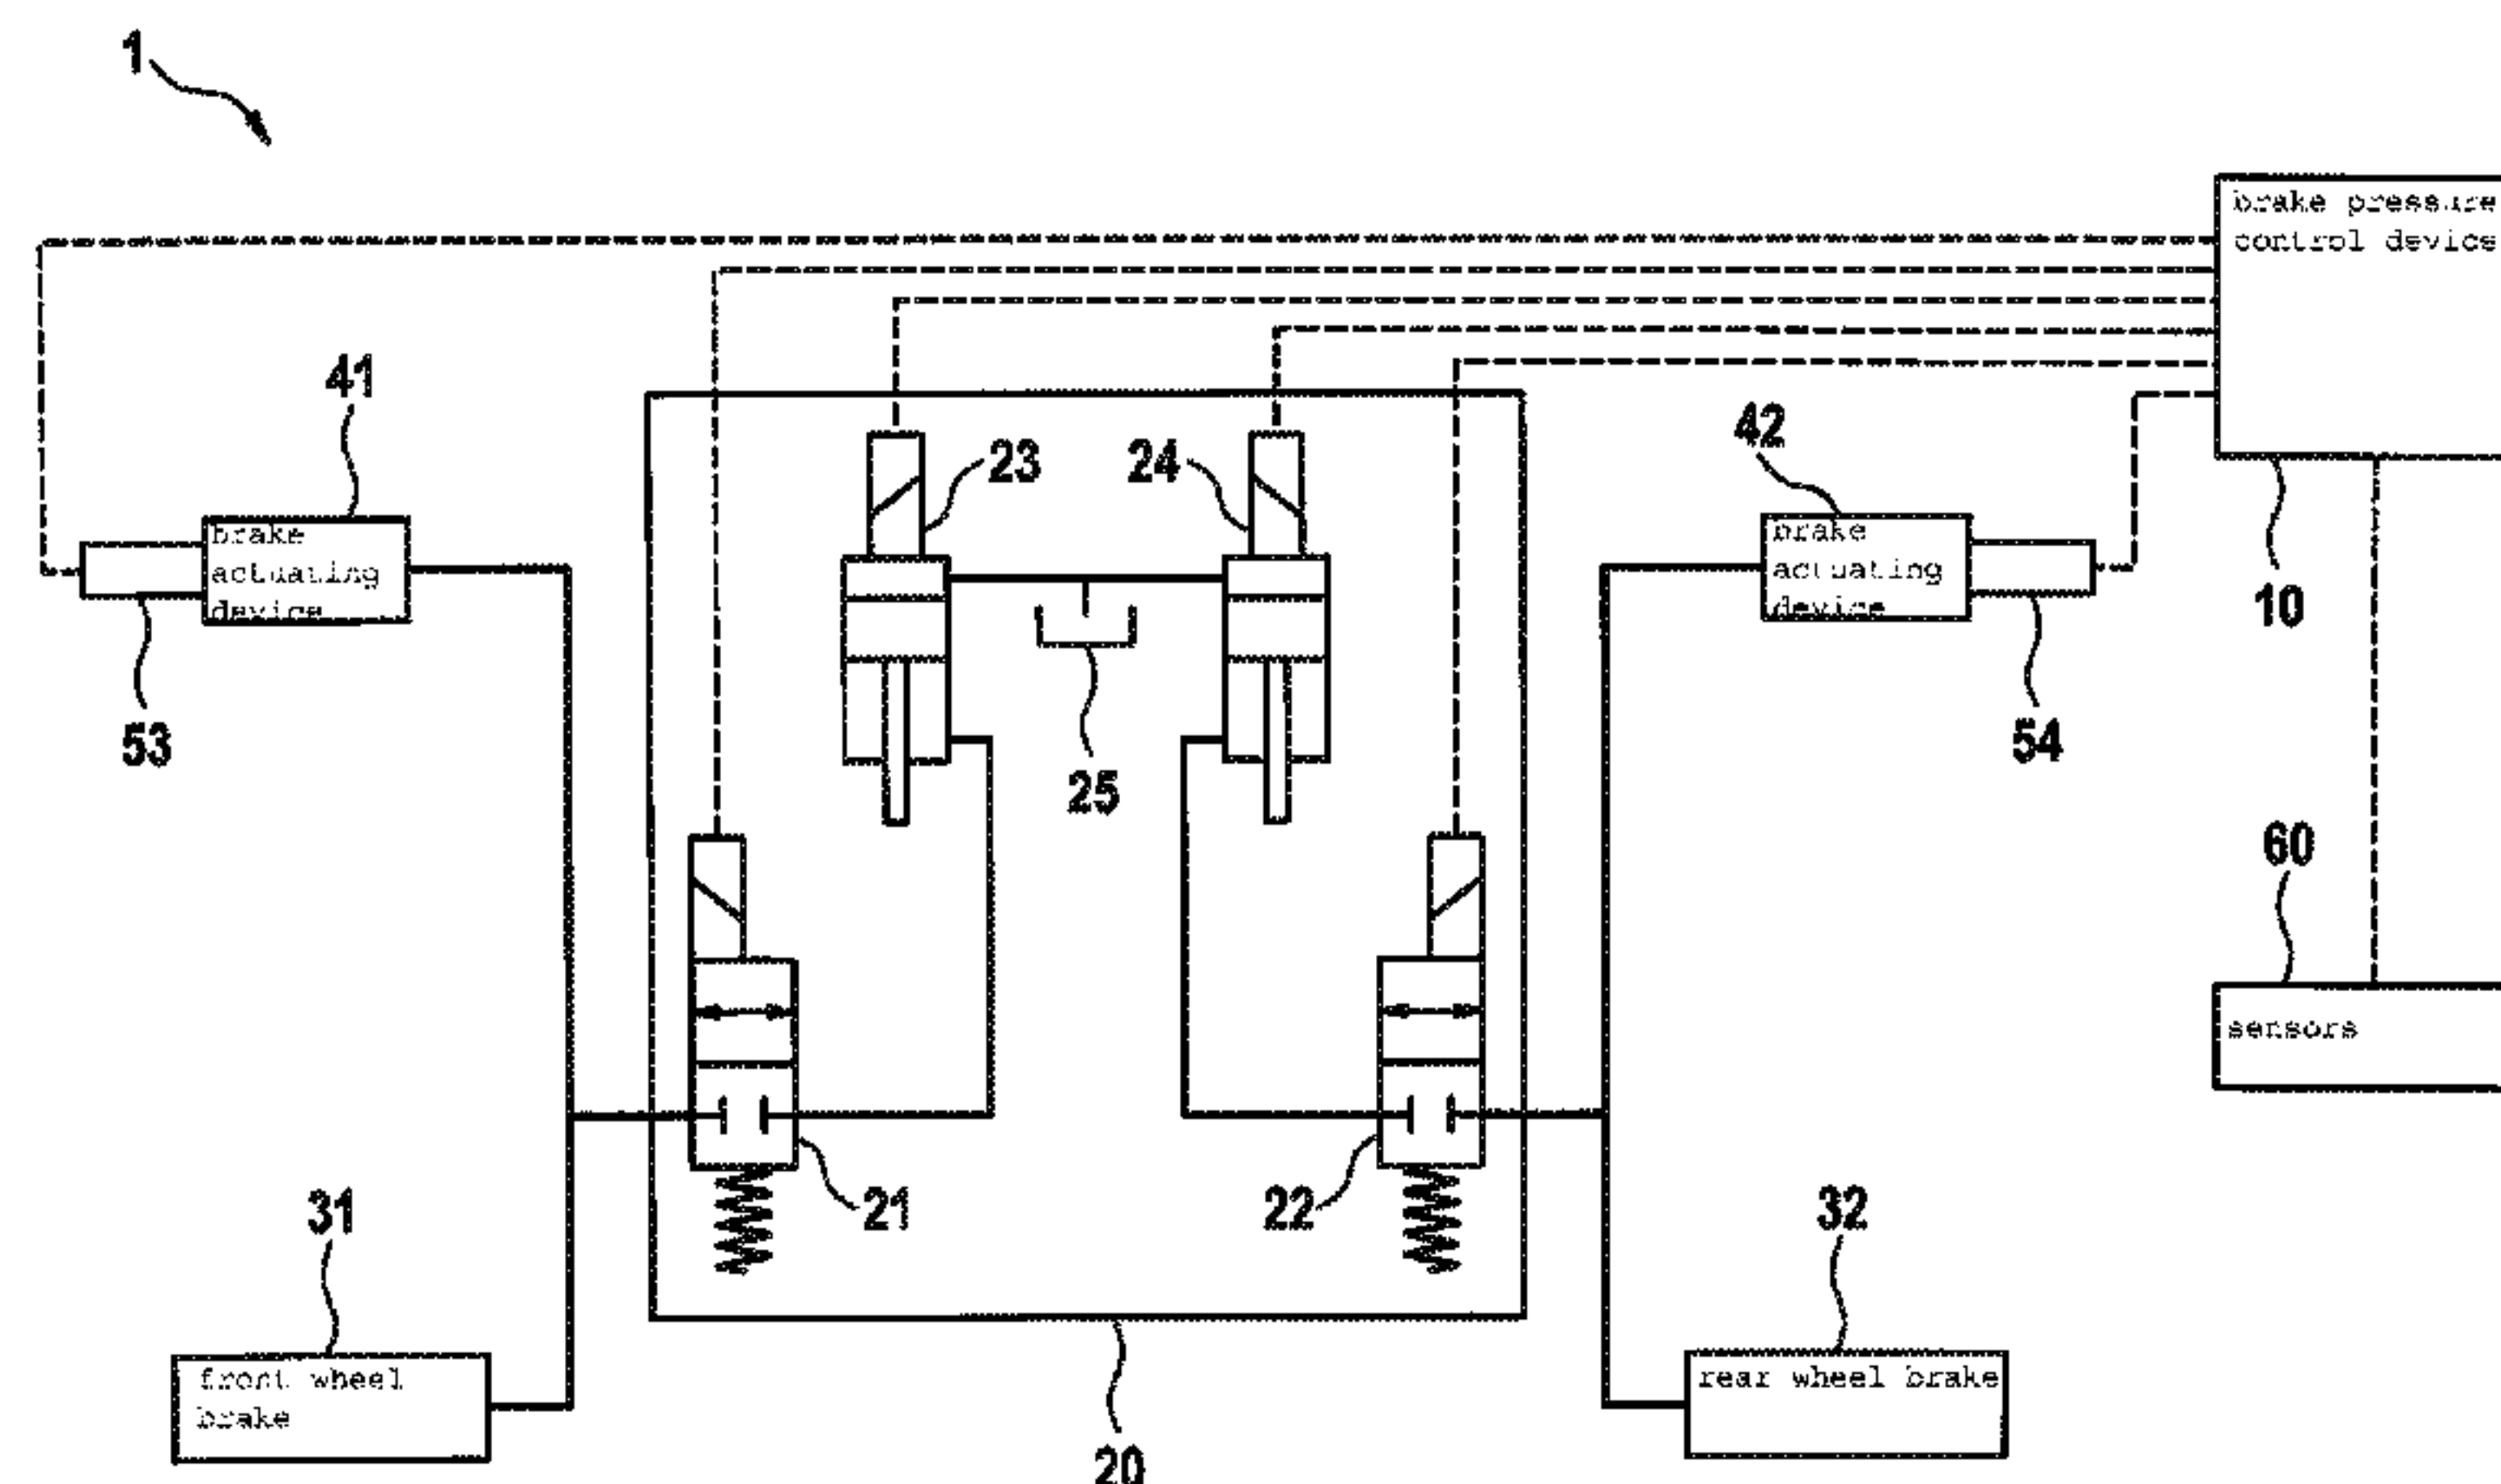 1
brake pressure
control device
41
42
23
24
brake
actuating
device
brake
actuating
device
10
53
25
54
60
sensors
21
22
31
32
front wheel
brake
rear wheel brake
20